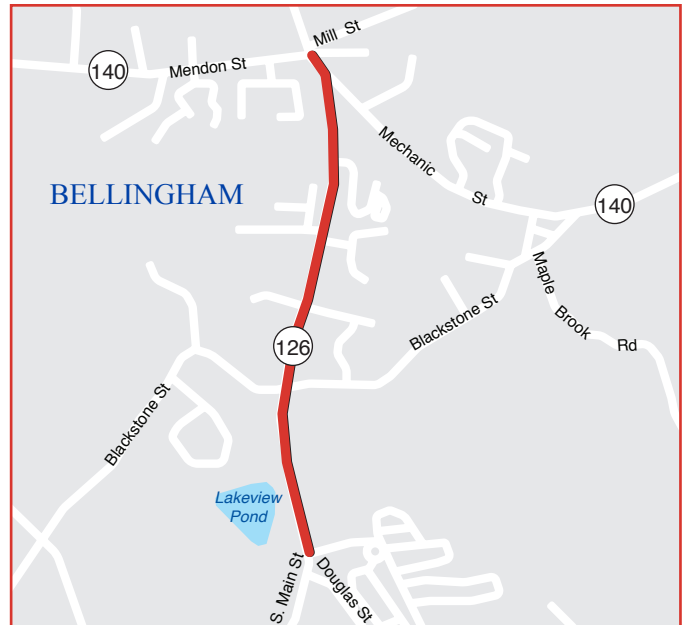 Mill St
140
Mendon St
Mechanic
St
BELLINGHAM
140
Maple
Brook
Rd
Blackstone St
126
Blackstone St
Lakeview
Pond
S. Main St
Douglas St